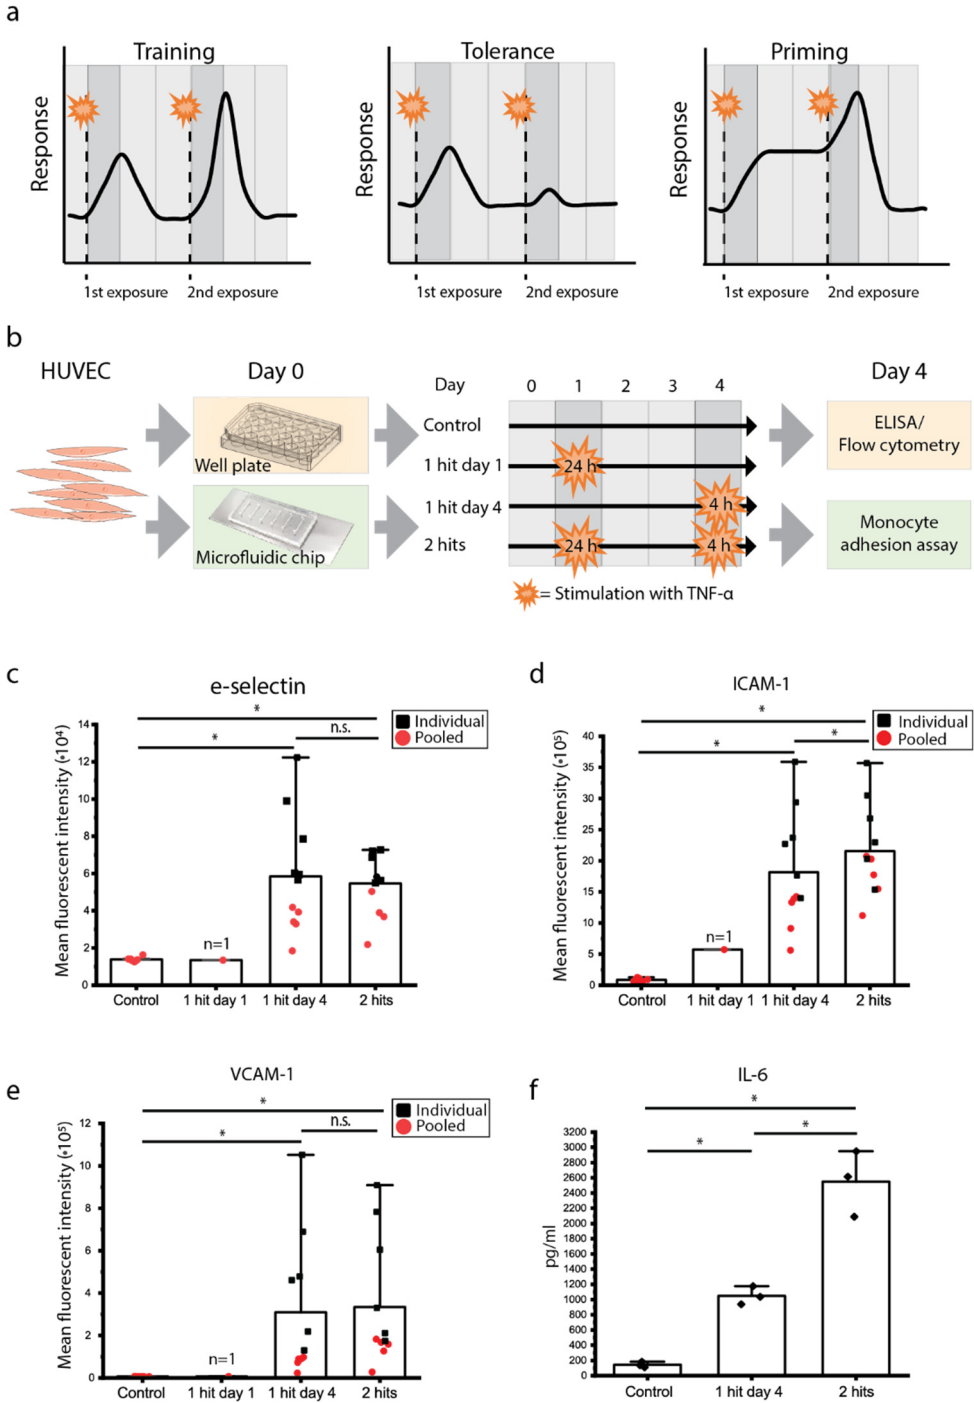 a
Training
Tolerance
Priming
Response
Response
Response
1st exposure
2nd exposure
1st exposure
2nd exposure
1st exposure
2nd exposure
b
HUVEC
Day 0
Day
0 1 2 3 4
Day 4
Control
1 hit day 1
1 hit day 4
2 hits
24 h
4 h
24 h
4 h
Well plate
Microfluidic chip
ELISA/
Flow cytometry
Monocyte
adhesion assay
= Stimulation with TNF-α
c
e-selectin
*
*
n.s.
Individual
Pooled
Mean fluorescent intensity (•10⁴)
14
12
10
8
6
4
2
0
n=1
Control
1 hit day 1
1 hit day 4
2 hits
d
ICAM-1
*
*
*
Individual
Pooled
Mean fluorescent intensity (•10⁵)
40
35
30
25
20
15
10
5
0
n=1
Control
1 hit day 1
1 hit day 4
2 hits
e
VCAM-1
*
*
n.s.
Individual
Pooled
Mean fluorescent intensity (•10⁵)
12
10
8
6
4
2
0
n=1
Control
1 hit day 1
1 hit day 4
2 hits
f
IL-6
*
*
*
pg/ml
3200
3000
2800
2600
2400
2200
2000
1800
1600
1400
1200
1000
800
600
400
200
0
Control
1 hit day 4
2 hits